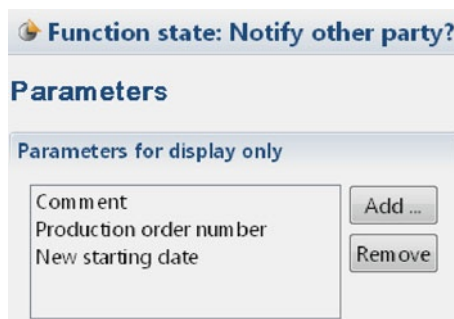 Function state: Notify other party?
Parameters
Parameters for display only
Comment
Production order number
New starting date
Add ...
Remove